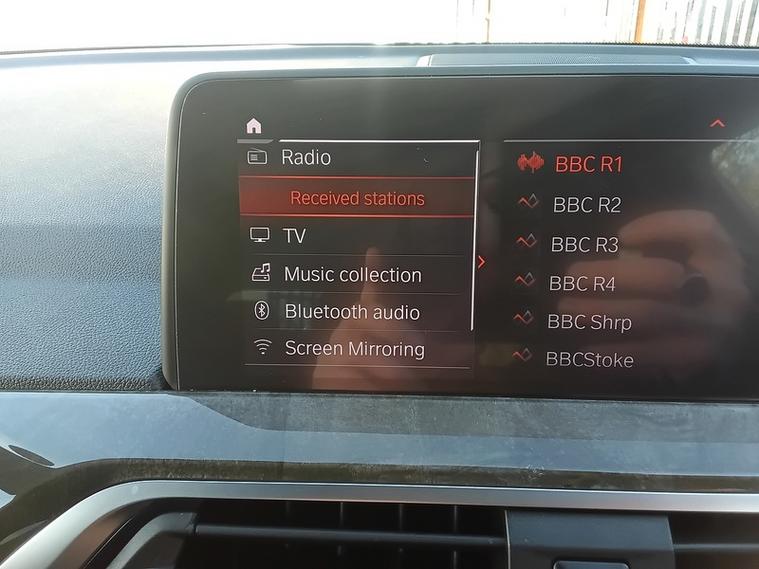 Radio
Received stations
TV
Music collection
Bluetooth audio
Screen Mirroring
BBC R1
BBC R2
BBC R3
BBC R4
BBC Shrp
BBCStoke